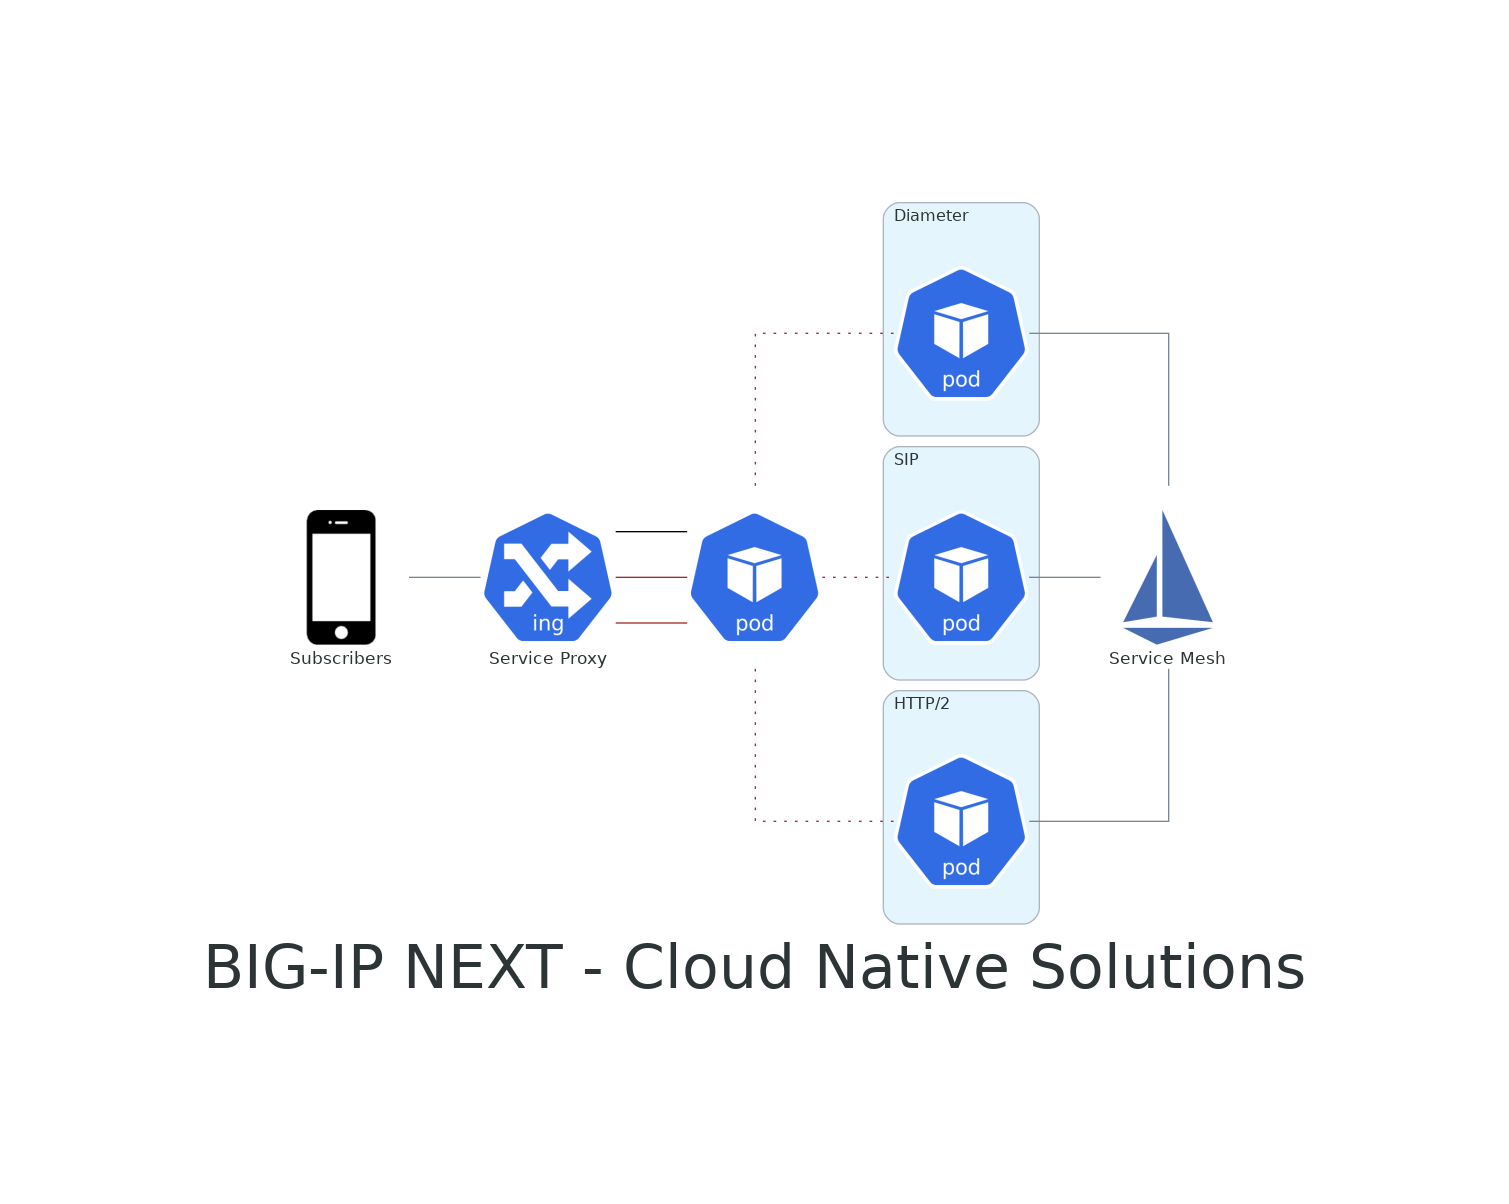 Diameter
pod
SIP
pod
HTTP/2
pod
Subscribers
ing
Service Proxy
pod
Service Mesh
BIG-IP NEXT - Cloud Native Solutions